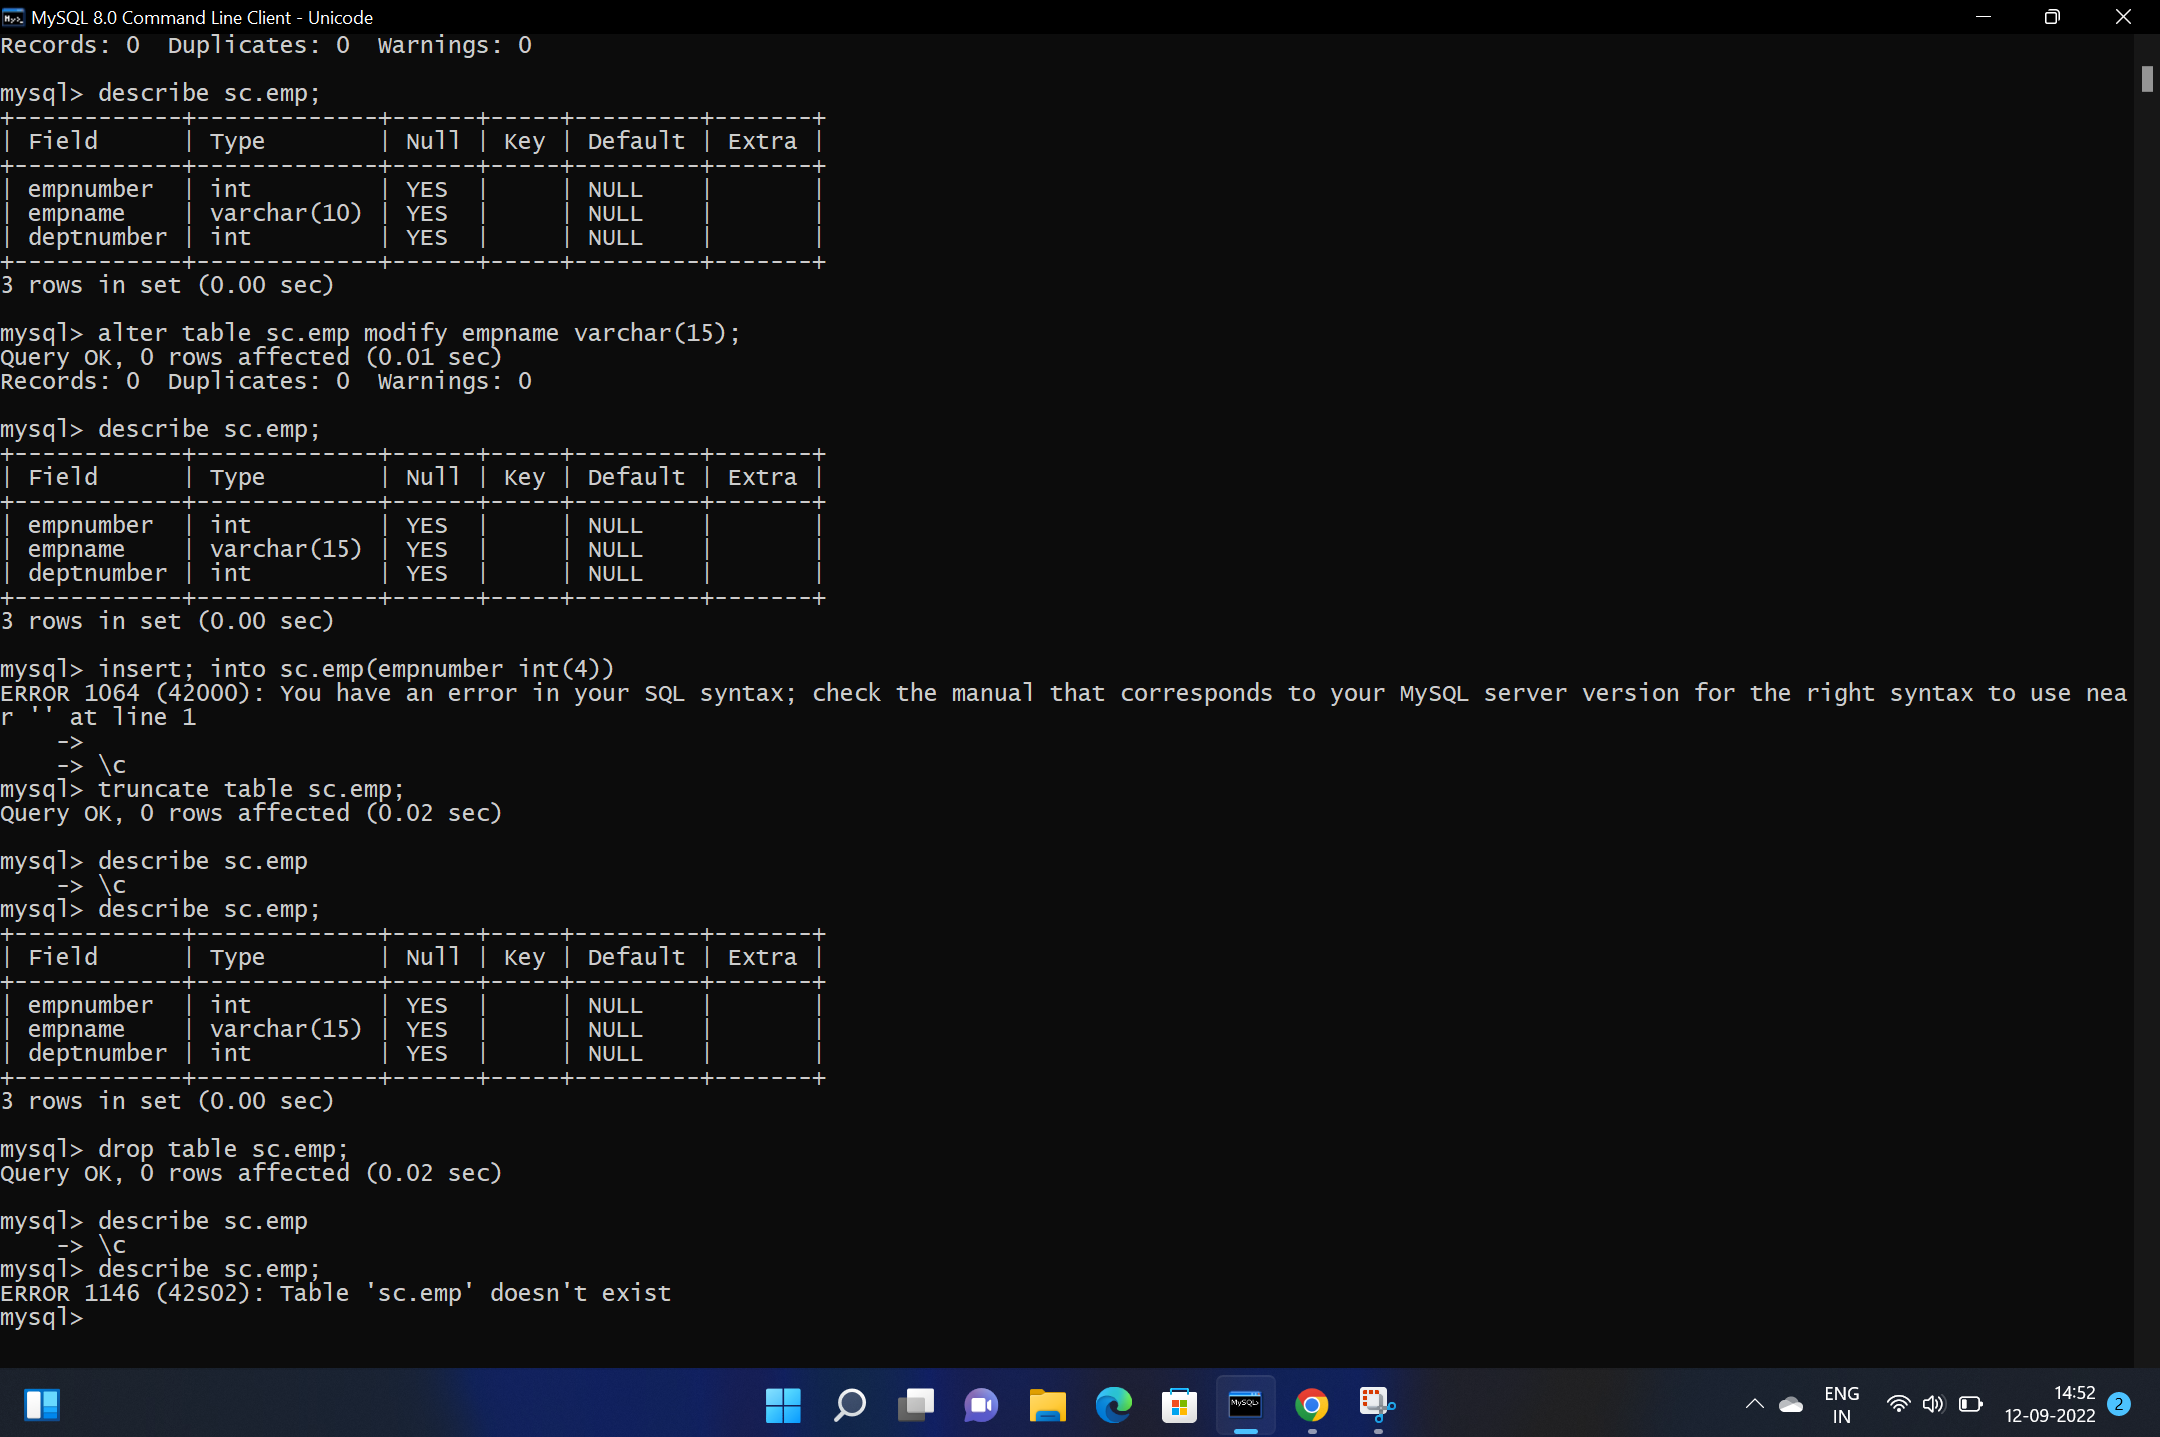 MySQL 8.0 Command Line Client - Unicode
Records: 0  Duplicates: 0  Warnings: 0

mysql> describe sc.emp;
+------------+-------------+------+-----+---------+-------+
| Field      | Type        | Null | Key | Default | Extra |
+------------+-------------+------+-----+---------+-------+
| empnumber  | int         | YES  |     | NULL    |       |
| empname    | varchar(10) | YES  |     | NULL    |       |
| deptnumber | int         | YES  |     | NULL    |       |
+------------+-------------+------+-----+---------+-------+
3 rows in set (0.00 sec)

mysql> alter table sc.emp modify empname varchar(15);
Query OK, 0 rows affected (0.01 sec)
Records: 0  Duplicates: 0  Warnings: 0

mysql> describe sc.emp;
+------------+-------------+------+-----+---------+-------+
| Field      | Type        | Null | Key | Default | Extra |
+------------+-------------+------+-----+---------+-------+
| empnumber  | int         | YES  |     | NULL    |       |
| empname    | varchar(15) | YES  |     | NULL    |       |
| deptnumber | int         | YES  |     | NULL    |       |
+------------+-------------+------+-----+---------+-------+
3 rows in set (0.00 sec)

mysql> insert; into sc.emp(empnumber int(4))
ERROR 1064 (42000): You have an error in your SQL syntax; check the manual that corresponds to your MySQL server version for the right syntax to use nea
r '' at line 1
    ->
    -> \c
mysql> truncate table sc.emp;
Query OK, 0 rows affected (0.02 sec)

mysql> describe sc.emp
    -> \c
mysql> describe sc.emp;
+------------+-------------+------+-----+---------+-------+
| Field      | Type        | Null | Key | Default | Extra |
+------------+-------------+------+-----+---------+-------+
| empnumber  | int         | YES  |     | NULL    |       |
| empname    | varchar(15) | YES  |     | NULL    |       |
| deptnumber | int         | YES  |     | NULL    |       |
+------------+-------------+------+-----+---------+-------+
3 rows in set (0.00 sec)

mysql> drop table sc.emp;
Query OK, 0 rows affected (0.02 sec)

mysql> describe sc.emp
    -> \c
mysql> describe sc.emp;
ERROR 1146 (42S02): Table 'sc.emp' doesn't exist
mysql>
MySQL>
ENG
IN
14:52
12-09-2022
2